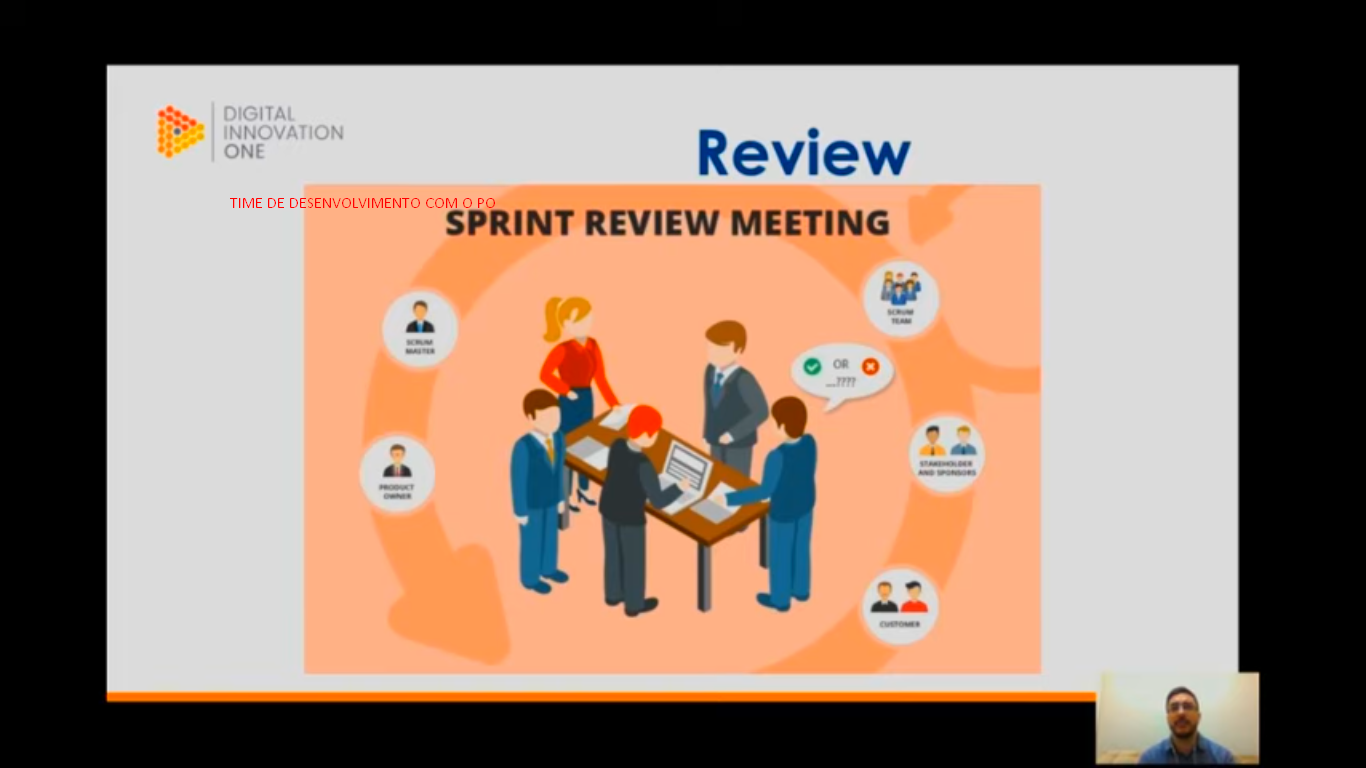 DIGITAL
INNOVATION
ONE
Review
TIME DE DESENVOLVIMENTO COM O PO
SPRINT REVIEW MEETING
SCRUM
MASTER
SCRUM
TEAM
OR
__????
PRODUCT
OWNER
STAKEHOLDER
AND SPONSORS
CUSTOMER